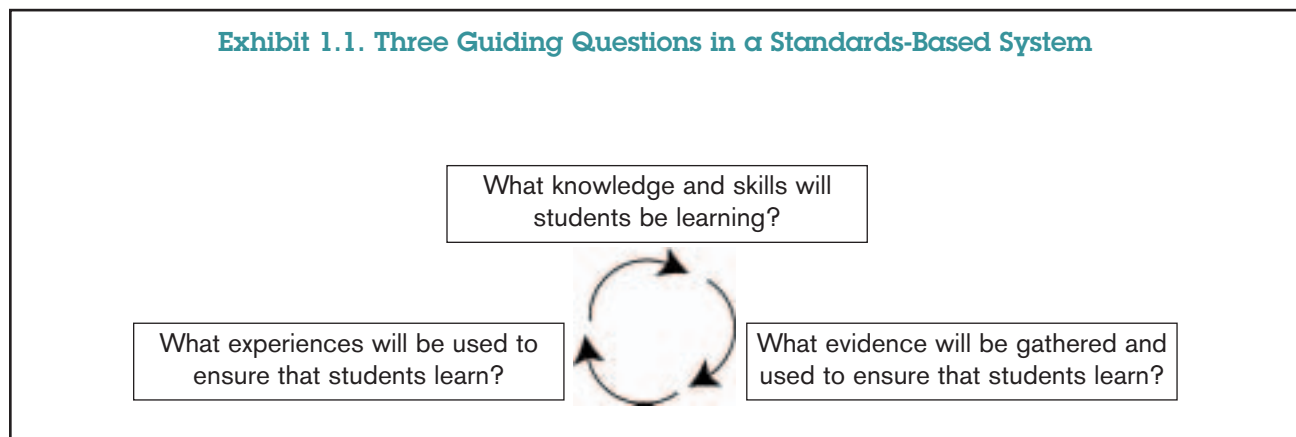 Exhibit 1.1. Three Guiding Questions in a Standards-Based System
What knowledge and skills will
students be learning?
What experiences will be used to
ensure that students learn?
What evidence will be gathered and
used to ensure that students learn?